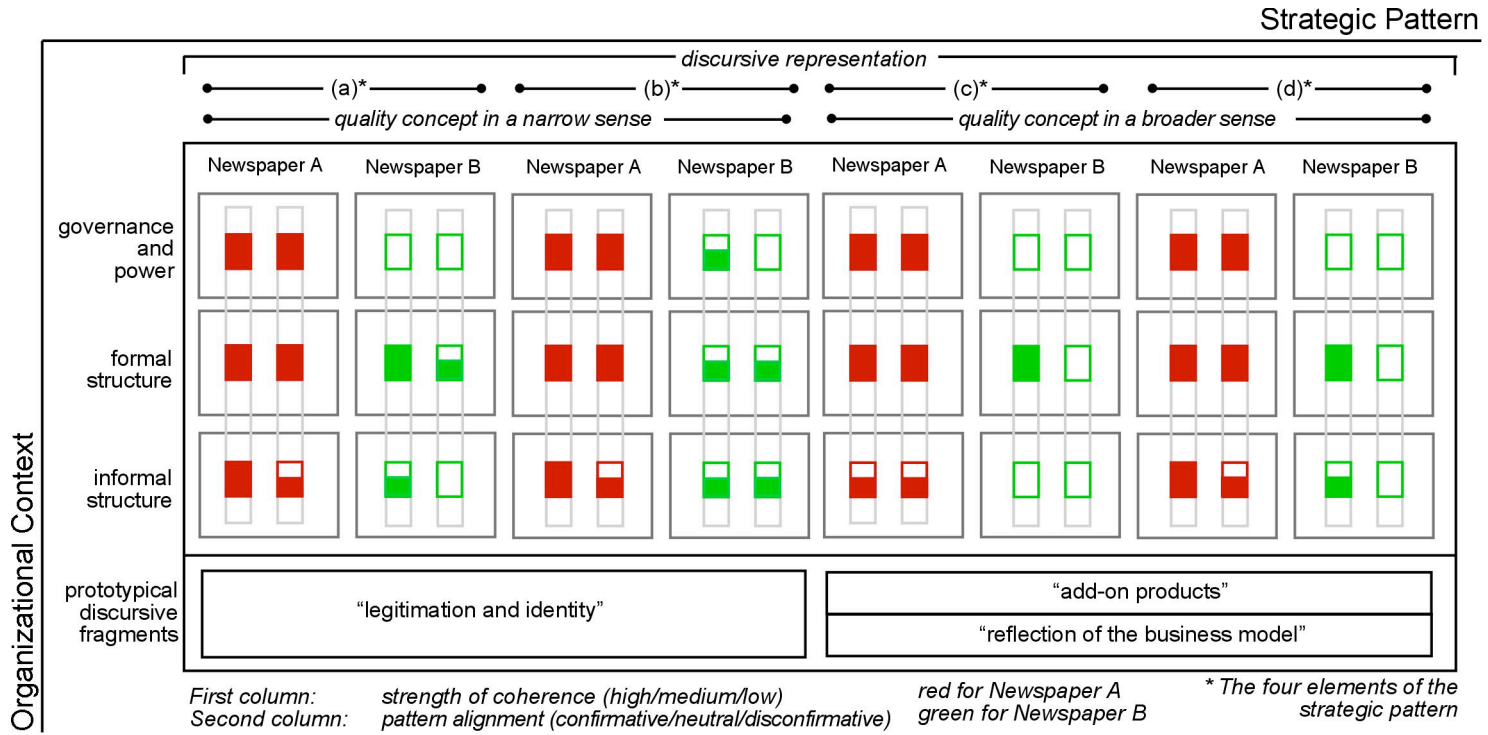 Strategic Pattern
discursive representation
(a)* (b)* (c)* (d)*
quality concept in a narrow sense quality concept in a broader sense
Newspaper A Newspaper B Newspaper A Newspaper B Newspaper A Newspaper B Newspaper A Newspaper B
governance
and
power
formal
structure
informal
structure
Organizational Context
prototypical
discursive
fragments
“legitimation and identity”
“add-on products”
“reflection of the business model”
First column: strength of coherence (high/medium/low)
Second column: pattern alignment (confirmative/neutral/disconfirmative)
red for Newspaper A
green for Newspaper B
* The four elements of the
strategic pattern